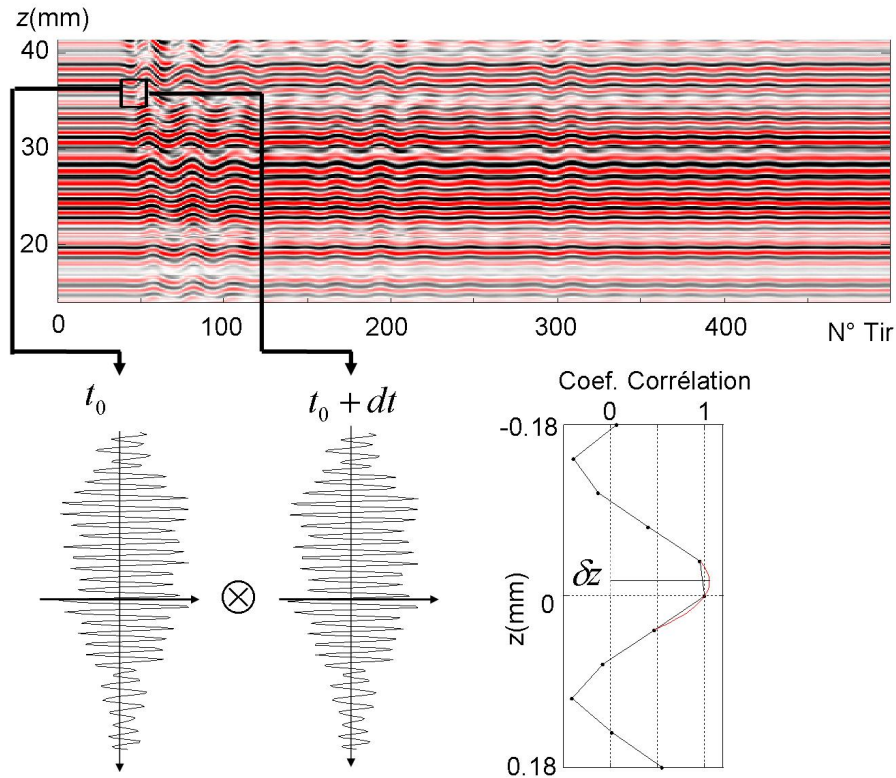 z(mm)
40
30
20
0
100
200
300
400
N° Tir
t₀
t₀ + dt
Coef. Corrélation
0
1
-0.18
δz
0
z(mm)
0.18